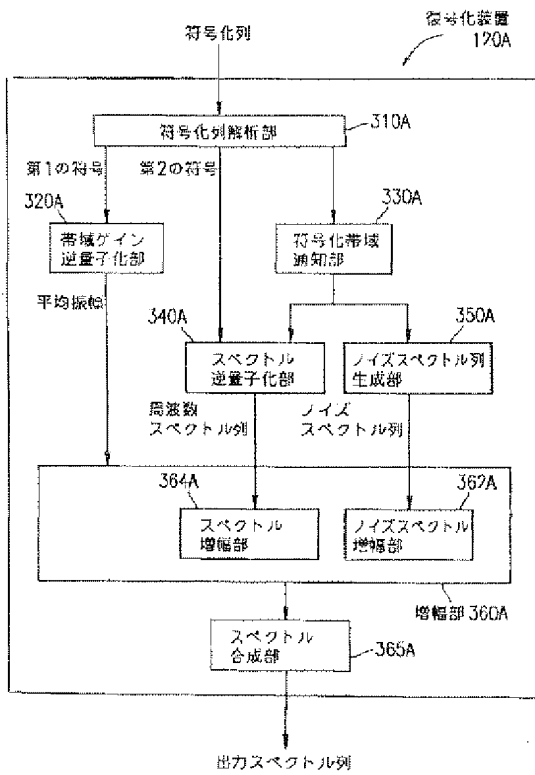 復号化装置
120A
符号化列
符号化列解析部
310A
第1の符号
第2の符号
320A
330A
帯域ゲイン
逆量子化部
符号化帯域
通知部
平均振幅
340A
350A
スペクトル
逆量子化部
ノイズスペクトル列
生成部
周波数
スペクトル列
ノイズ
スペクトル列
364A
362A
スペクトル
増幅部
ノイズスペクトル
増幅部
増幅部 360A
スペクトル
合成部
365A
出力スペクトル列